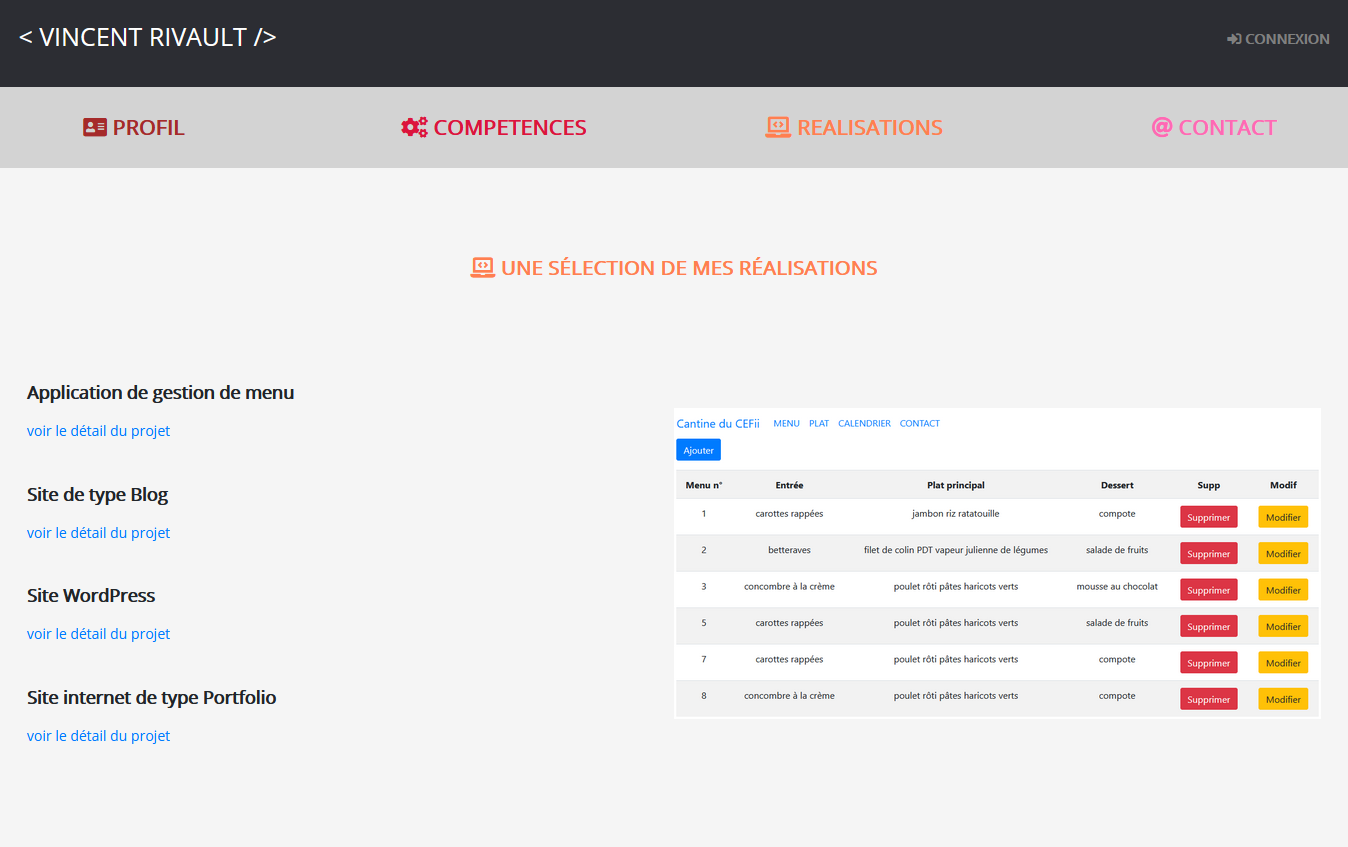 < VINCENT RIVAULT />
CONNEXION
PROFIL
COMPETENCES
REALISATIONS
@ CONTACT
UNE SÉLECTION DE MES RÉALISATIONS
Application de gestion de menu
voir le détail du projet
Site de type Blog
voir le détail du projet
Site WordPress
voir le détail du projet
Site internet de type Portfolio
voir le détail du projet
Cantine du CEFii MENU PLAT CALENDRIER CONTACT
Ajouter
Menu n° Entrée Plat principal Dessert Supp Modif
1 carottes rappées jambon riz ratatouille compote Supprimer Modifier
2 betteraves filet de colin PDT vapeur julienne de légumes salade de fruits Supprimer Modifier
3 concombre à la crème poulet rôti pâtes haricots verts mousse au chocolat Supprimer Modifier
5 carottes rappées poulet rôti pâtes haricots verts salade de fruits Supprimer Modifier
7 carottes rappées poulet rôti pâtes haricots verts compote Supprimer Modifier
8 concombre à la crème poulet rôti pâtes haricots verts compote Supprimer Modifier